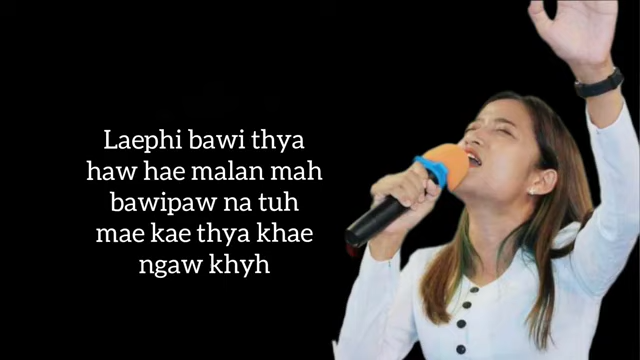 Laephi bawi thya
haw hae malan mah
bawipaw na tuh
mae kae thya khae
ngaw khyh